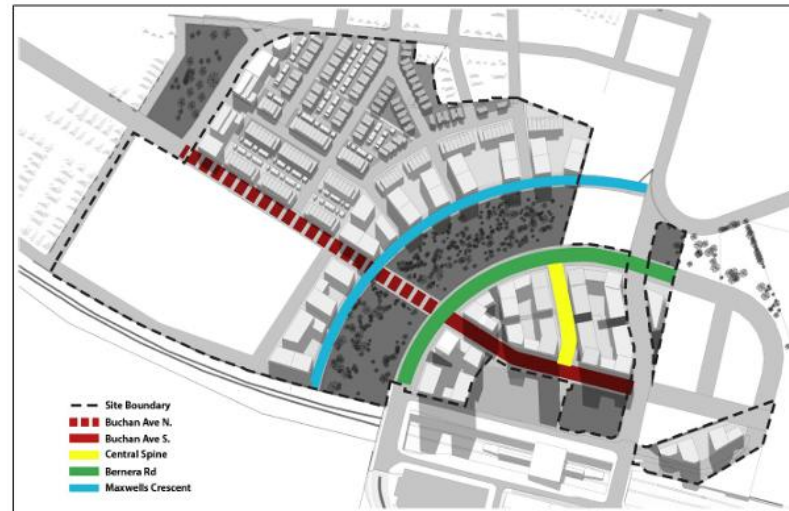 Site Boundary
Buchan Ave N.
Buchan Ave S.
Central Spine
Bernera Rd
Maxwells Crescent